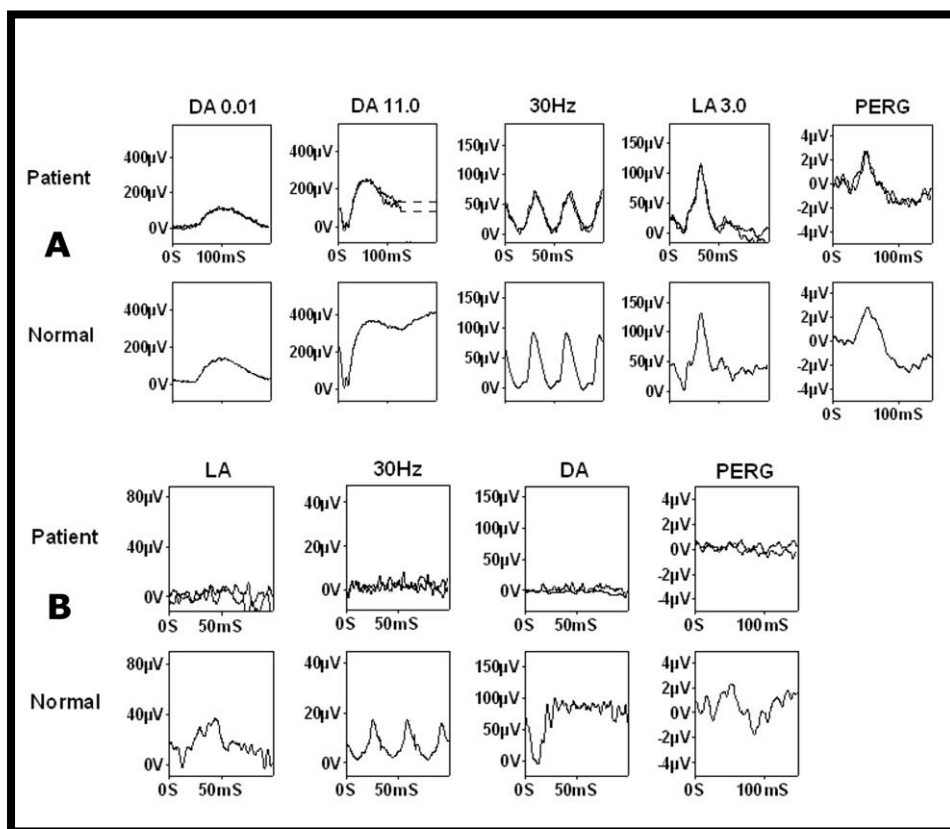 DA 0.01 DA 11.0 30Hz LA 3.0 PERG
Patient
A
400µV
200µV
0V
0S 100mS
400µV
200µV
0V
0S 100mS
150µV
100µV
50µV
0V
0S 50mS
150µV
100µV
50µV
0V
0S 50mS
4µV
2µV
0V
-2µV
-4µV
0S 100mS
Normal
400µV
200µV
0V
400µV
200µV
0V
150µV
100µV
50µV
0V
150µV
100µV
50µV
0V
4µV
2µV
0V
-2µV
-4µV
0S 100mS
LA 30Hz DA PERG
Patient
B
80µV
40µV
0V
0S 50mS
40µV
20µV
0V
0S 50mS
150µV
100µV
50µV
0V
0S 50mS
4µV
2µV
0V
-2µV
-4µV
0S 100mS
Normal
80µV
40µV
0V
0S 50mS
40µV
20µV
0V
0S 50mS
150µV
100µV
50µV
0V
0S 50mS
4µV
2µV
0V
-2µV
-4µV
0S 100mS